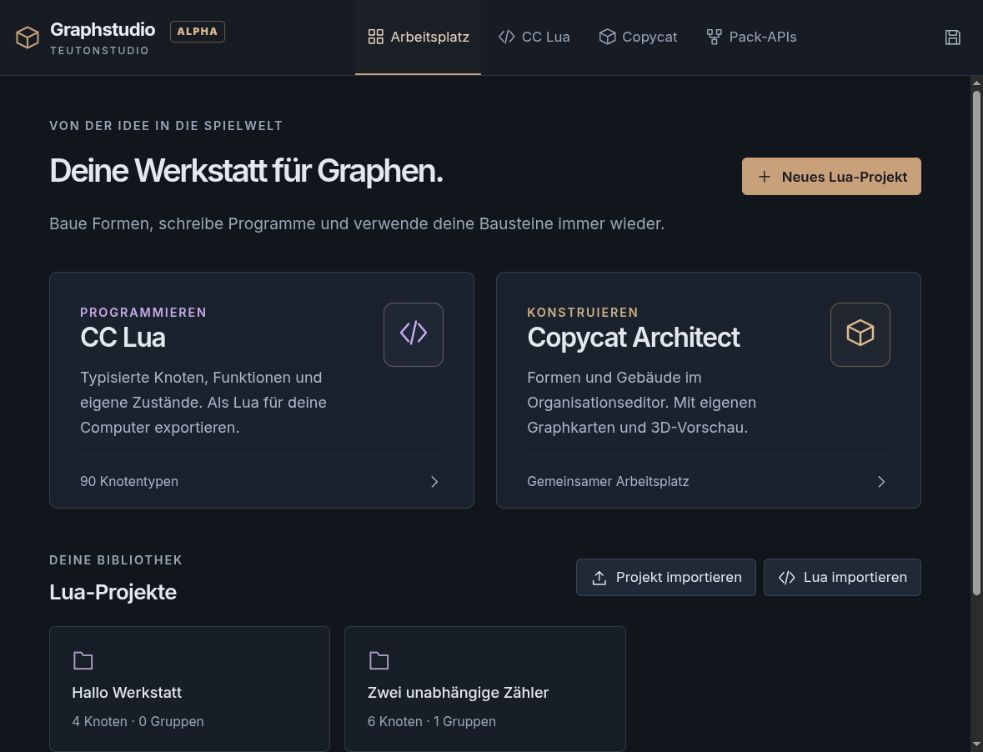 Graphstudio
ALPHA
TEUTONSTUDIO
Arbeitsplatz
CC Lua
Copycat
Pack-APIs
VON DER IDEE IN DIE SPIELWELT
Deine Werkstatt für Graphen.
Neues Lua-Projekt
Baue Formen, schreibe Programme und verwende deine Bausteine immer wieder.
PROGRAMMIEREN
CC Lua
Typisierte Knoten, Funktionen und
eigene Zustände. Als Lua für deine
Computer exportieren.
90 Knotentypen
KONSTRUIEREN
Copycat Architect
Formen und Gebäude im
Organisationseditor. Mit eigenen
Graphkarten und 3D-Vorschau.
Gemeinsamer Arbeitsplatz
DEINE BIBLIOTHEK
Lua-Projekte
Projekt importieren
Lua importieren
Hallo Werkstatt
4 Knoten · 0 Gruppen
Zwei unabhängige Zähler
6 Knoten · 1 Gruppen